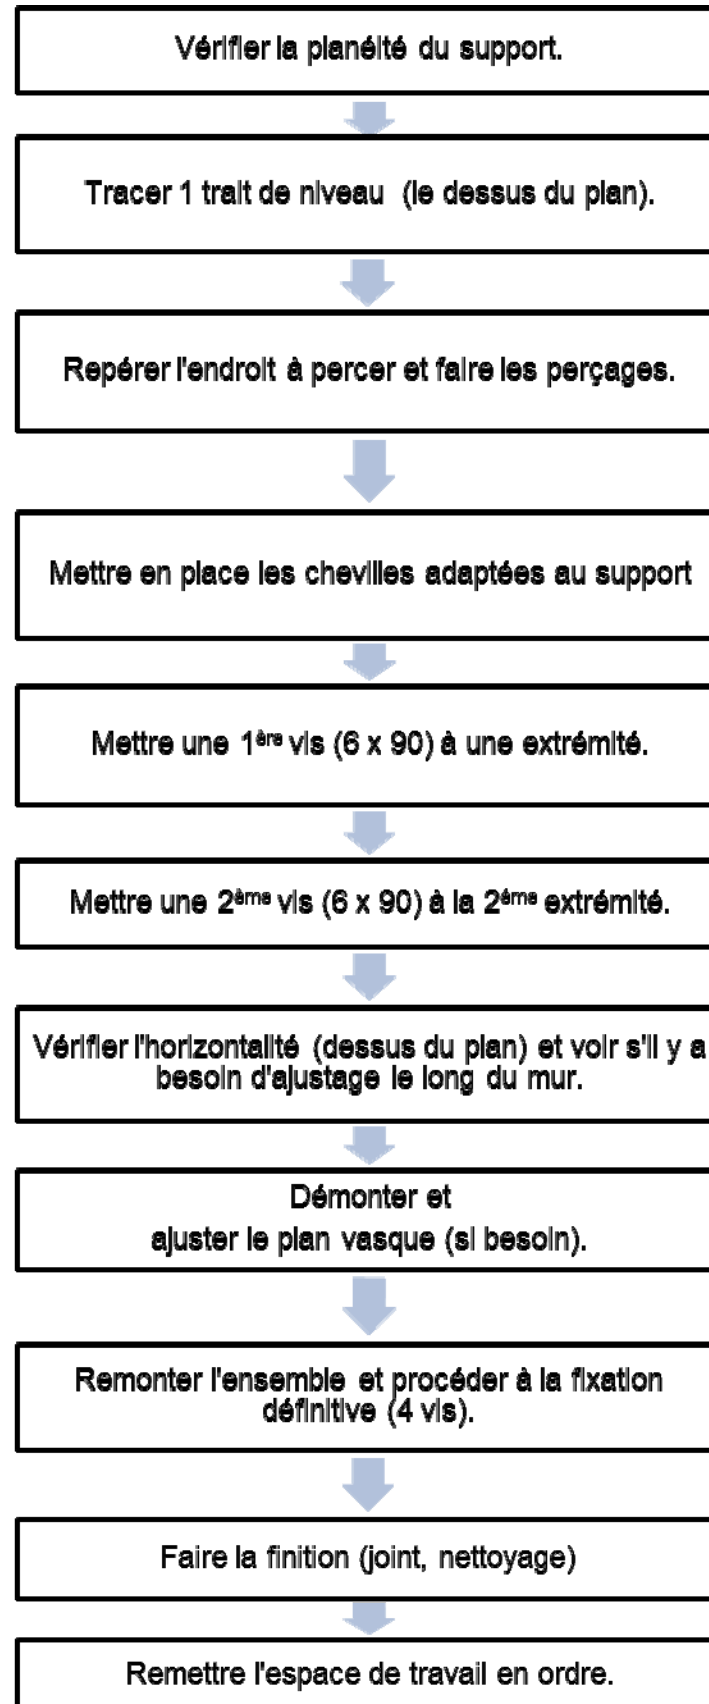 Vérifier la planéité du support.
Tracer 1 trait de niveau (le dessus du plan).
Repérer l'endroit à percer et faire les perçages.
Mettre en place les chevilles adaptées au support
Mettre une 1ère vis (6 x 90) à une extrémité.
Mettre une 2ème vis (6 x 90) à la 2ème extrémité.
Vérifier l'horizontalité (dessus du plan) et voir s'il y a
besoin d'ajustage le long du mur.
Démonter et
ajuster le plan vasque (si besoin).
Remonter l'ensemble et procéder à la fixation
définitive (4 vis).
Faire la finition (joint, nettoyage)
Remettre l'espace de travail en ordre.